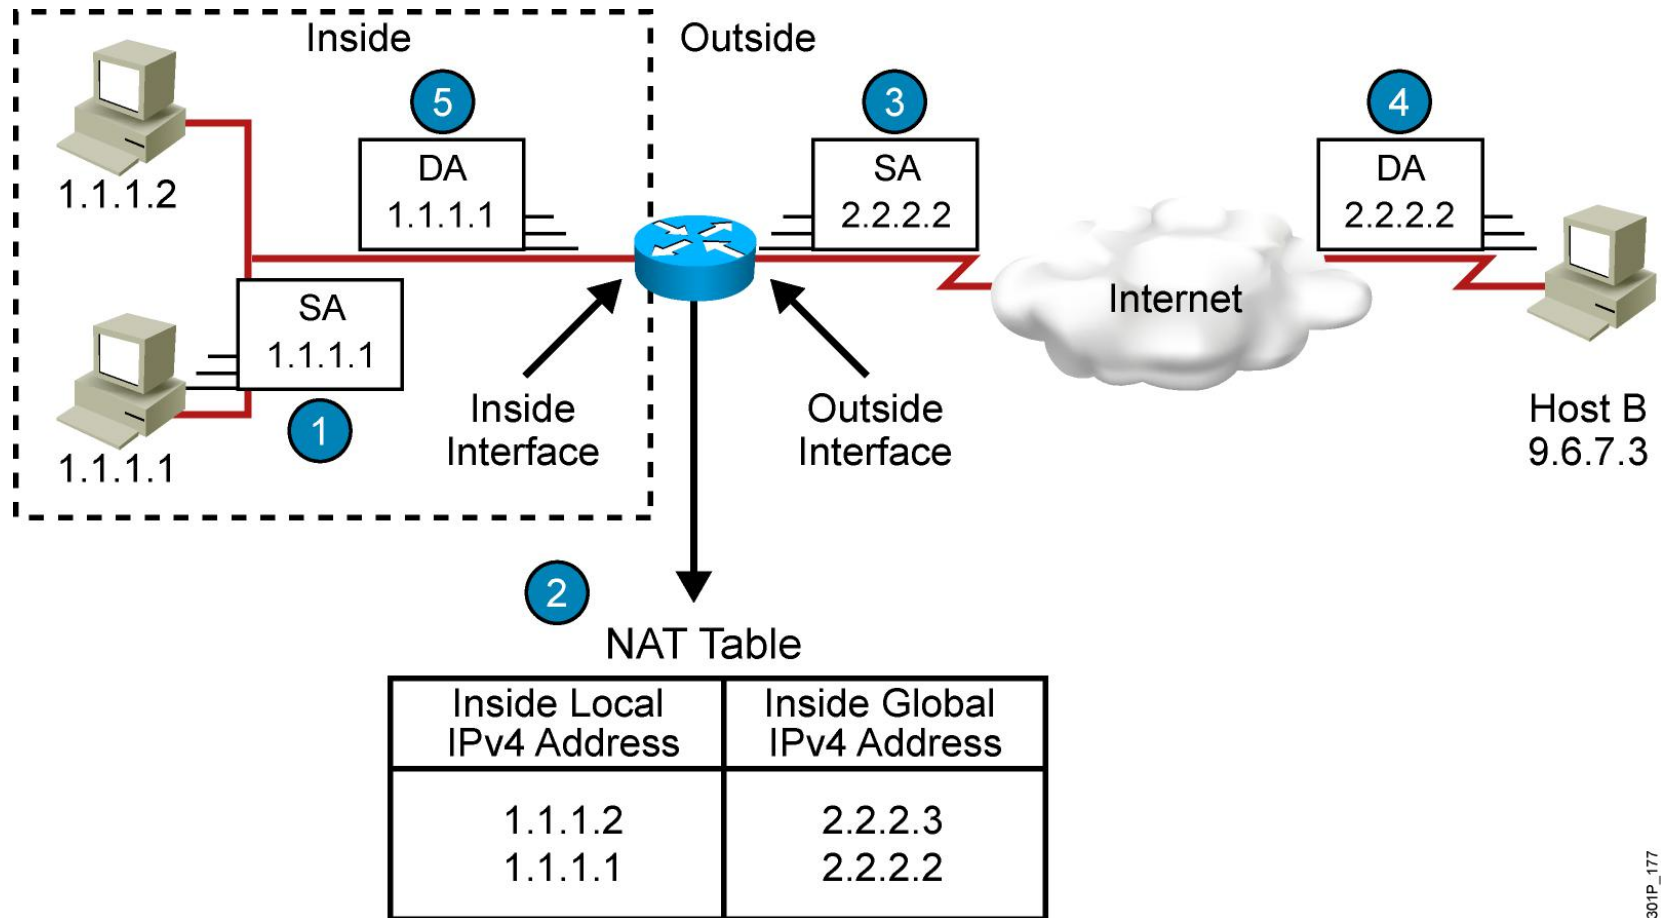 Inside
Outside
5
3
4
DA
1.1.1.1
SA
2.2.2.2
DA
2.2.2.2
1.1.1.2
SA
1.1.1.1
Internet
1
1.1.1.1
Inside
Interface
Outside
Interface
Host B
9.6.7.3
2
NAT Table
Inside Local
IPv4 Address
Inside Global
IPv4 Address
1.1.1.2
2.2.2.3
1.1.1.1
2.2.2.2
301P_177